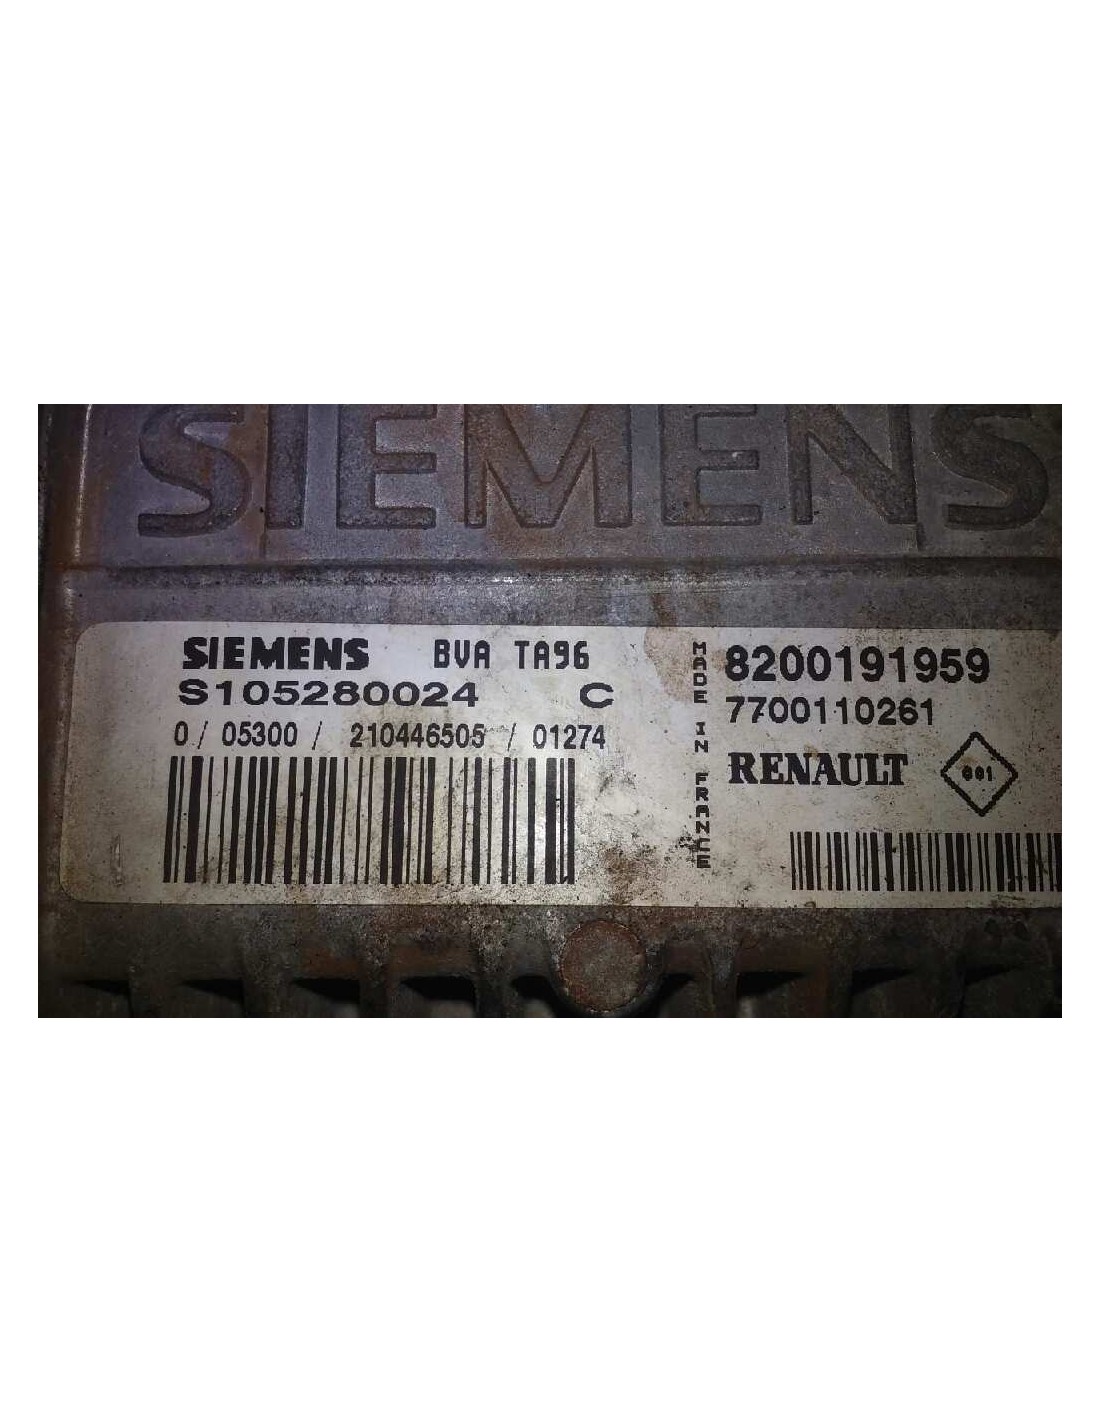 SIEMENS
SIEMENS BVA TA96
S105280024 C
0 / 05300 / 210446505 / 01274
MADE IN FRANCE
8200191959
7700110261
RENAULT